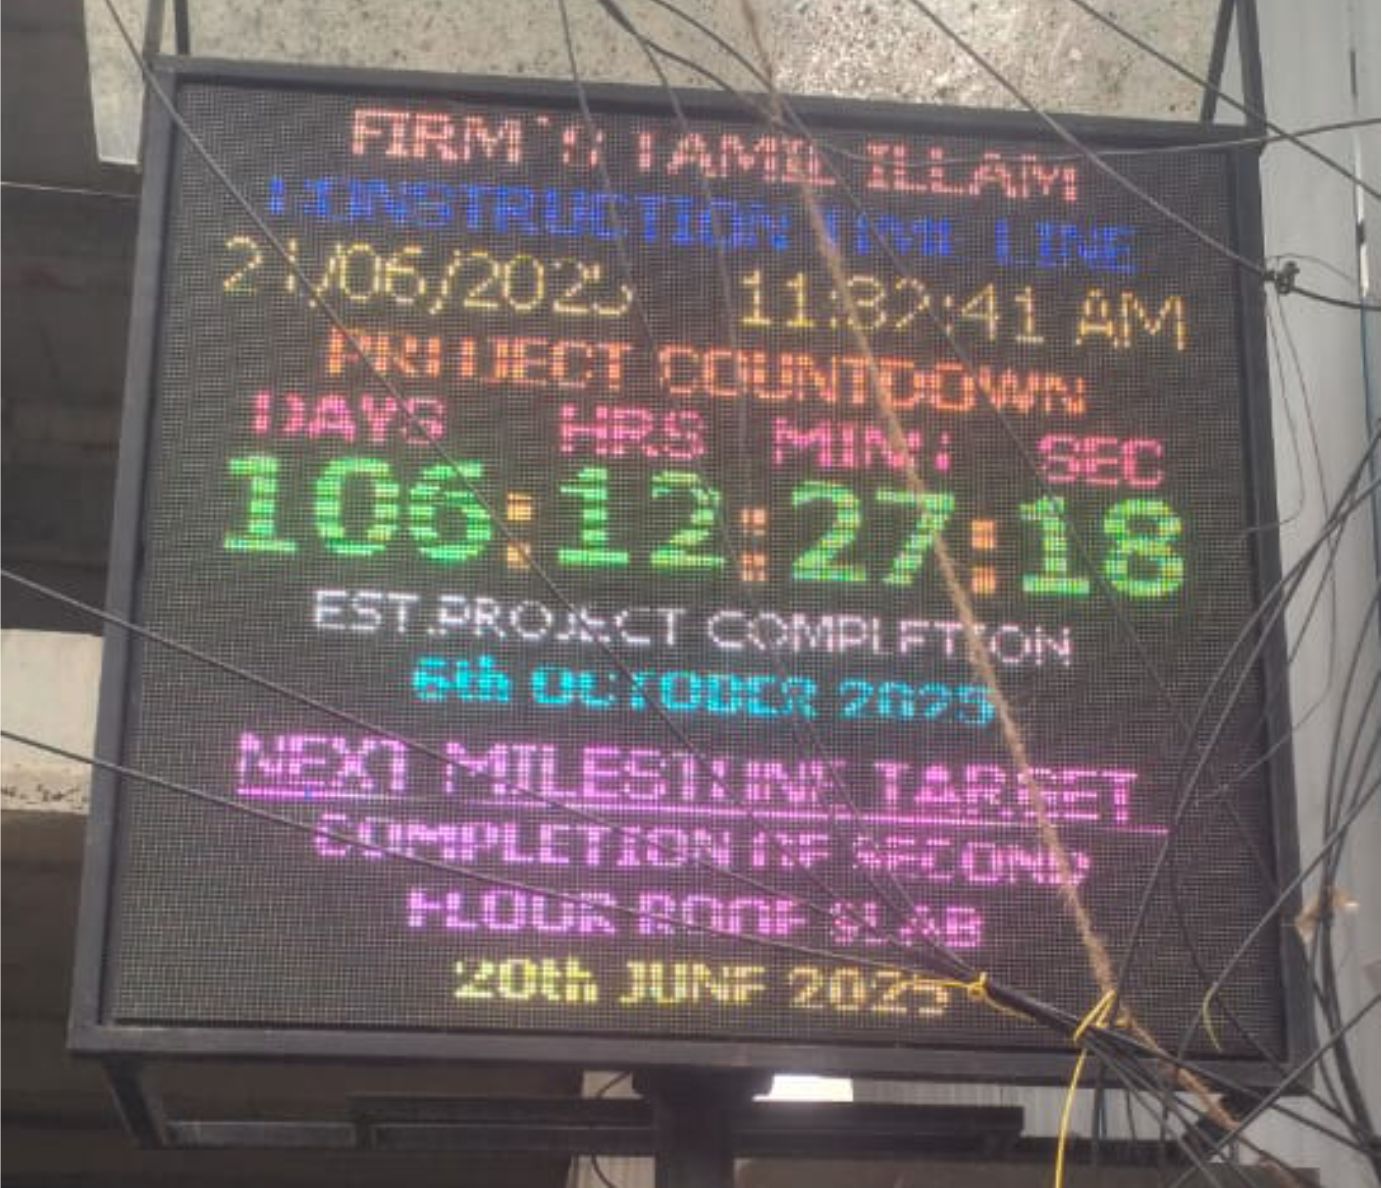 FIRM`S TAMIL ILLAM
CONSTRUCTION TIME LINE
21/06/2025 11:32:41 AM
PROJECT COUNTDOWN
DAYS HRS MINS SEC
106:12:27:18
EST.PROJECT COMPLETION
6th OCTOBER 2025
NEXT MILESTONE TARGET
COMPLETION OF SECOND
FLOOR ROOF SLAB
20th JUNE 2025